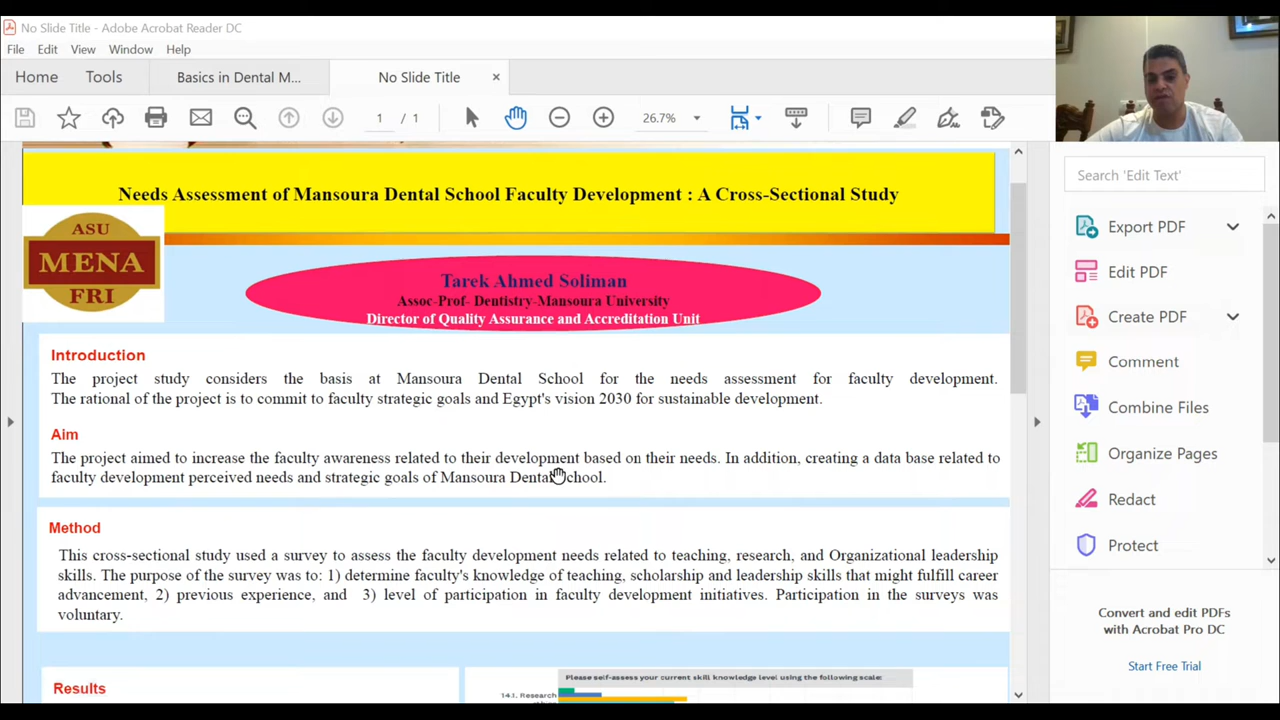 No Slide Title - Adobe Acrobat Reader DC
File Edit View Window Help
Home Tools Basics in Dental M... No Slide Title ×
1 / 1 26.7%
Search 'Edit Text'
Export PDF
Edit PDF
Create PDF
Comment
Combine Files
Organize Pages
Redact
Protect
Convert and edit PDFs
with Acrobat Pro DC
Start Free Trial
Needs Assessment of Mansoura Dental School Faculty Development : A Cross-Sectional Study
ASU
MENA
FRI
Tarek Ahmed Soliman
Assoc-Prof- Dentistry-Mansoura University
Director of Quality Assurance and Accreditation Unit
Introduction
The project study considers the basis at Mansoura Dental School for the needs assessment for faculty development.
The rational of the project is to commit to faculty strategic goals and Egypt's vision 2030 for sustainable development.
Aim
The project aimed to increase the faculty awareness related to their development based on their needs. In addition, creating a data base related to
faculty development perceived needs and strategic goals of Mansoura Dental School.
Method
This cross-sectional study used a survey to assess the faculty development needs related to teaching, research, and Organizational leadership
skills. The purpose of the survey was to: 1) determine faculty's knowledge of teaching, scholarship and leadership skills that might fulfill career
advancement, 2) previous experience, and 3) level of participation in faculty development initiatives. Participation in the surveys was
voluntary.
Results
Please self-assess your current skill knowledge level using the following scale:
14.1. Research